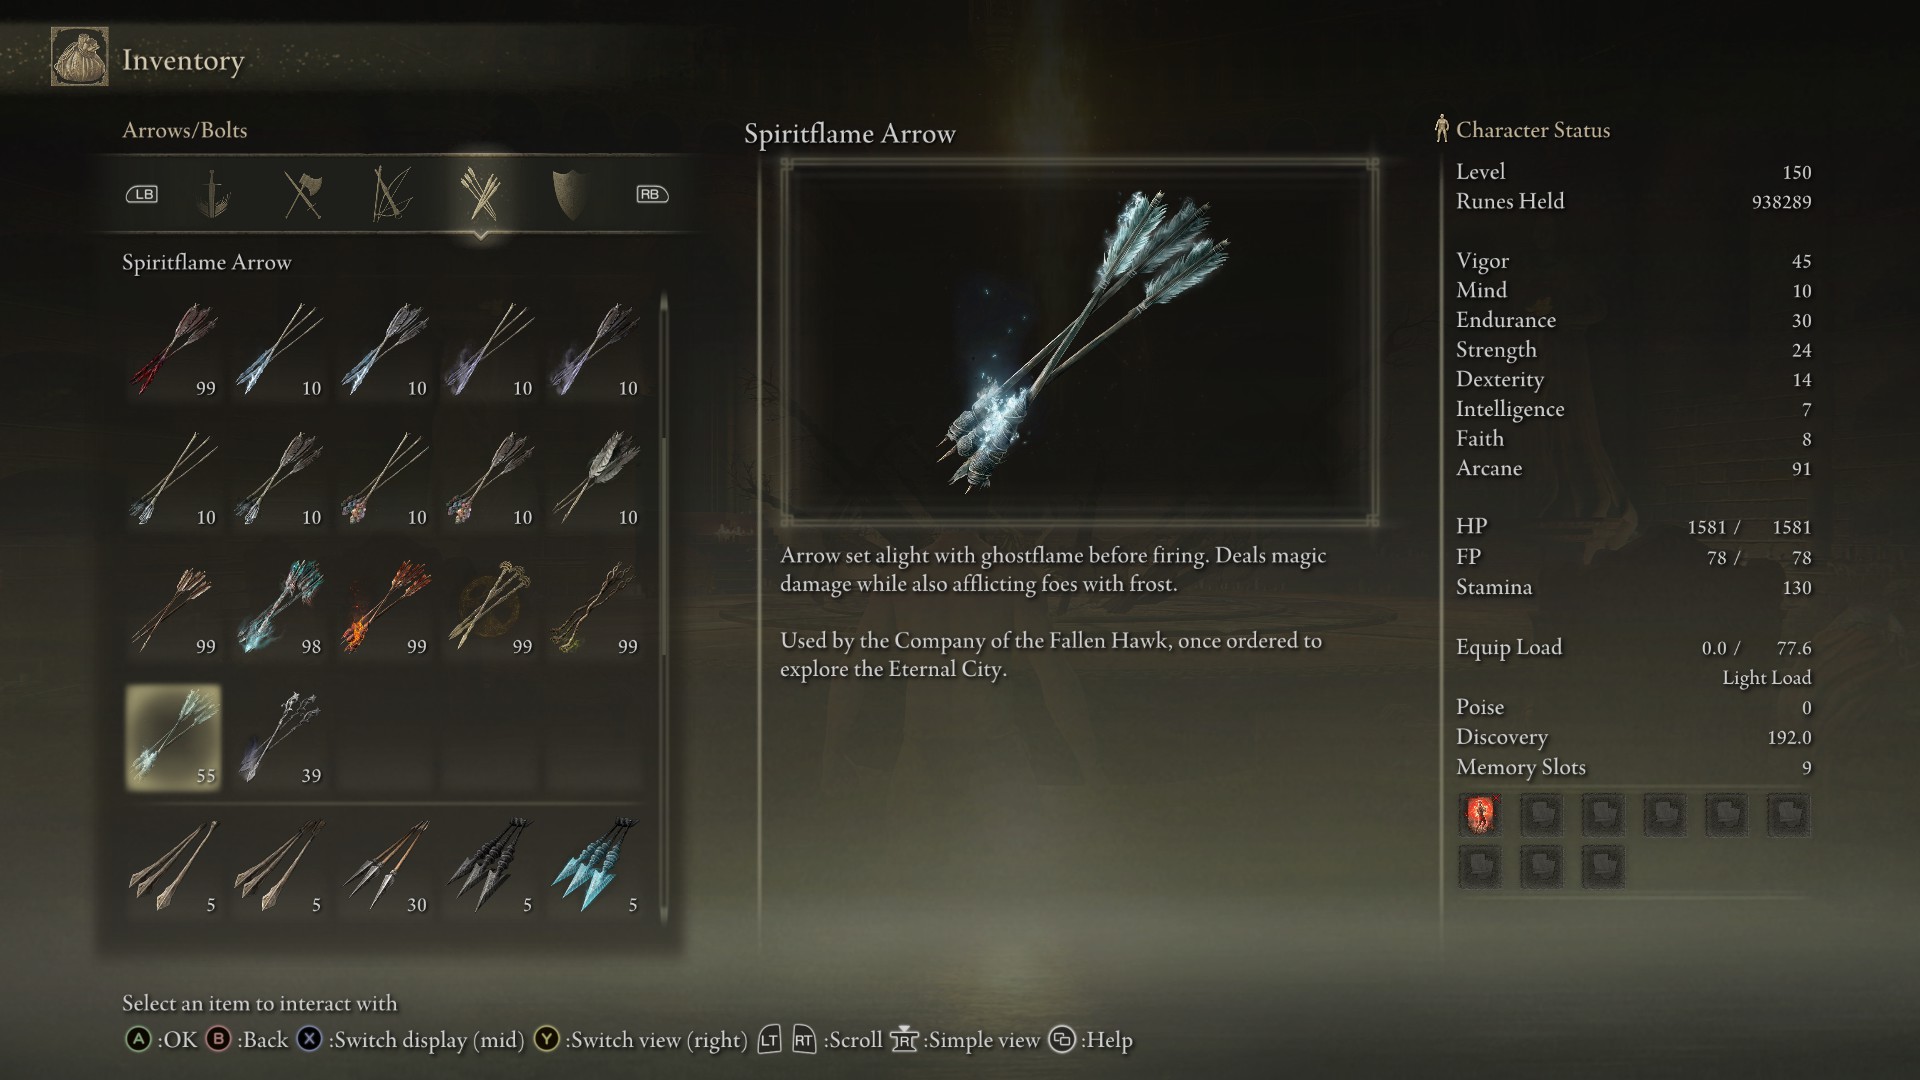 Inventory
Arrows/Bolts
LB
RB
Spiritflame Arrow
99 10 10 10 10
10 10 10 10 10
99 98 99 99 99
55 39
5 5 30 5 5
Spiritflame Arrow
Arrow set alight with ghostflame before firing. Deals magic
damage while also afflicting foes with frost.
Used by the Company of the Fallen Hawk, once ordered to
explore the Eternal City.
Character Status
Level 150
Runes Held 938289
Vigor 45
Mind 10
Endurance 30
Strength 24
Dexterity 14
Intelligence 7
Faith 8
Arcane 91
HP 1581 / 1581
FP 78 / 78
Stamina 130
Equip Load 0.0 / 77.6
Light Load
Poise 0
Discovery 192.0
Memory Slots 9
Select an item to interact with
A :OK B :Back X :Switch display (mid) Y :Switch view (right) LT RT :Scroll R :Simple view :Help